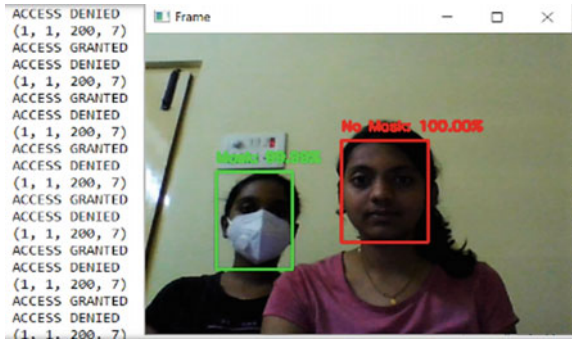 ACCESS DENIED
(1, 1, 200, 7)
ACCESS GRANTED
ACCESS DENIED
(1, 1, 200, 7)
ACCESS GRANTED
ACCESS DENIED
(1, 1, 200, 7)
ACCESS GRANTED
ACCESS DENIED
(1, 1, 200, 7)
ACCESS GRANTED
ACCESS DENIED
(1, 1, 200, 7)
ACCESS GRANTED
ACCESS DENIED
(1, 1, 200, 7)
ACCESS GRANTED
ACCESS DENIED
(1, 1, 200, 7)
Frame
No Mask: 100.00%
Mask: